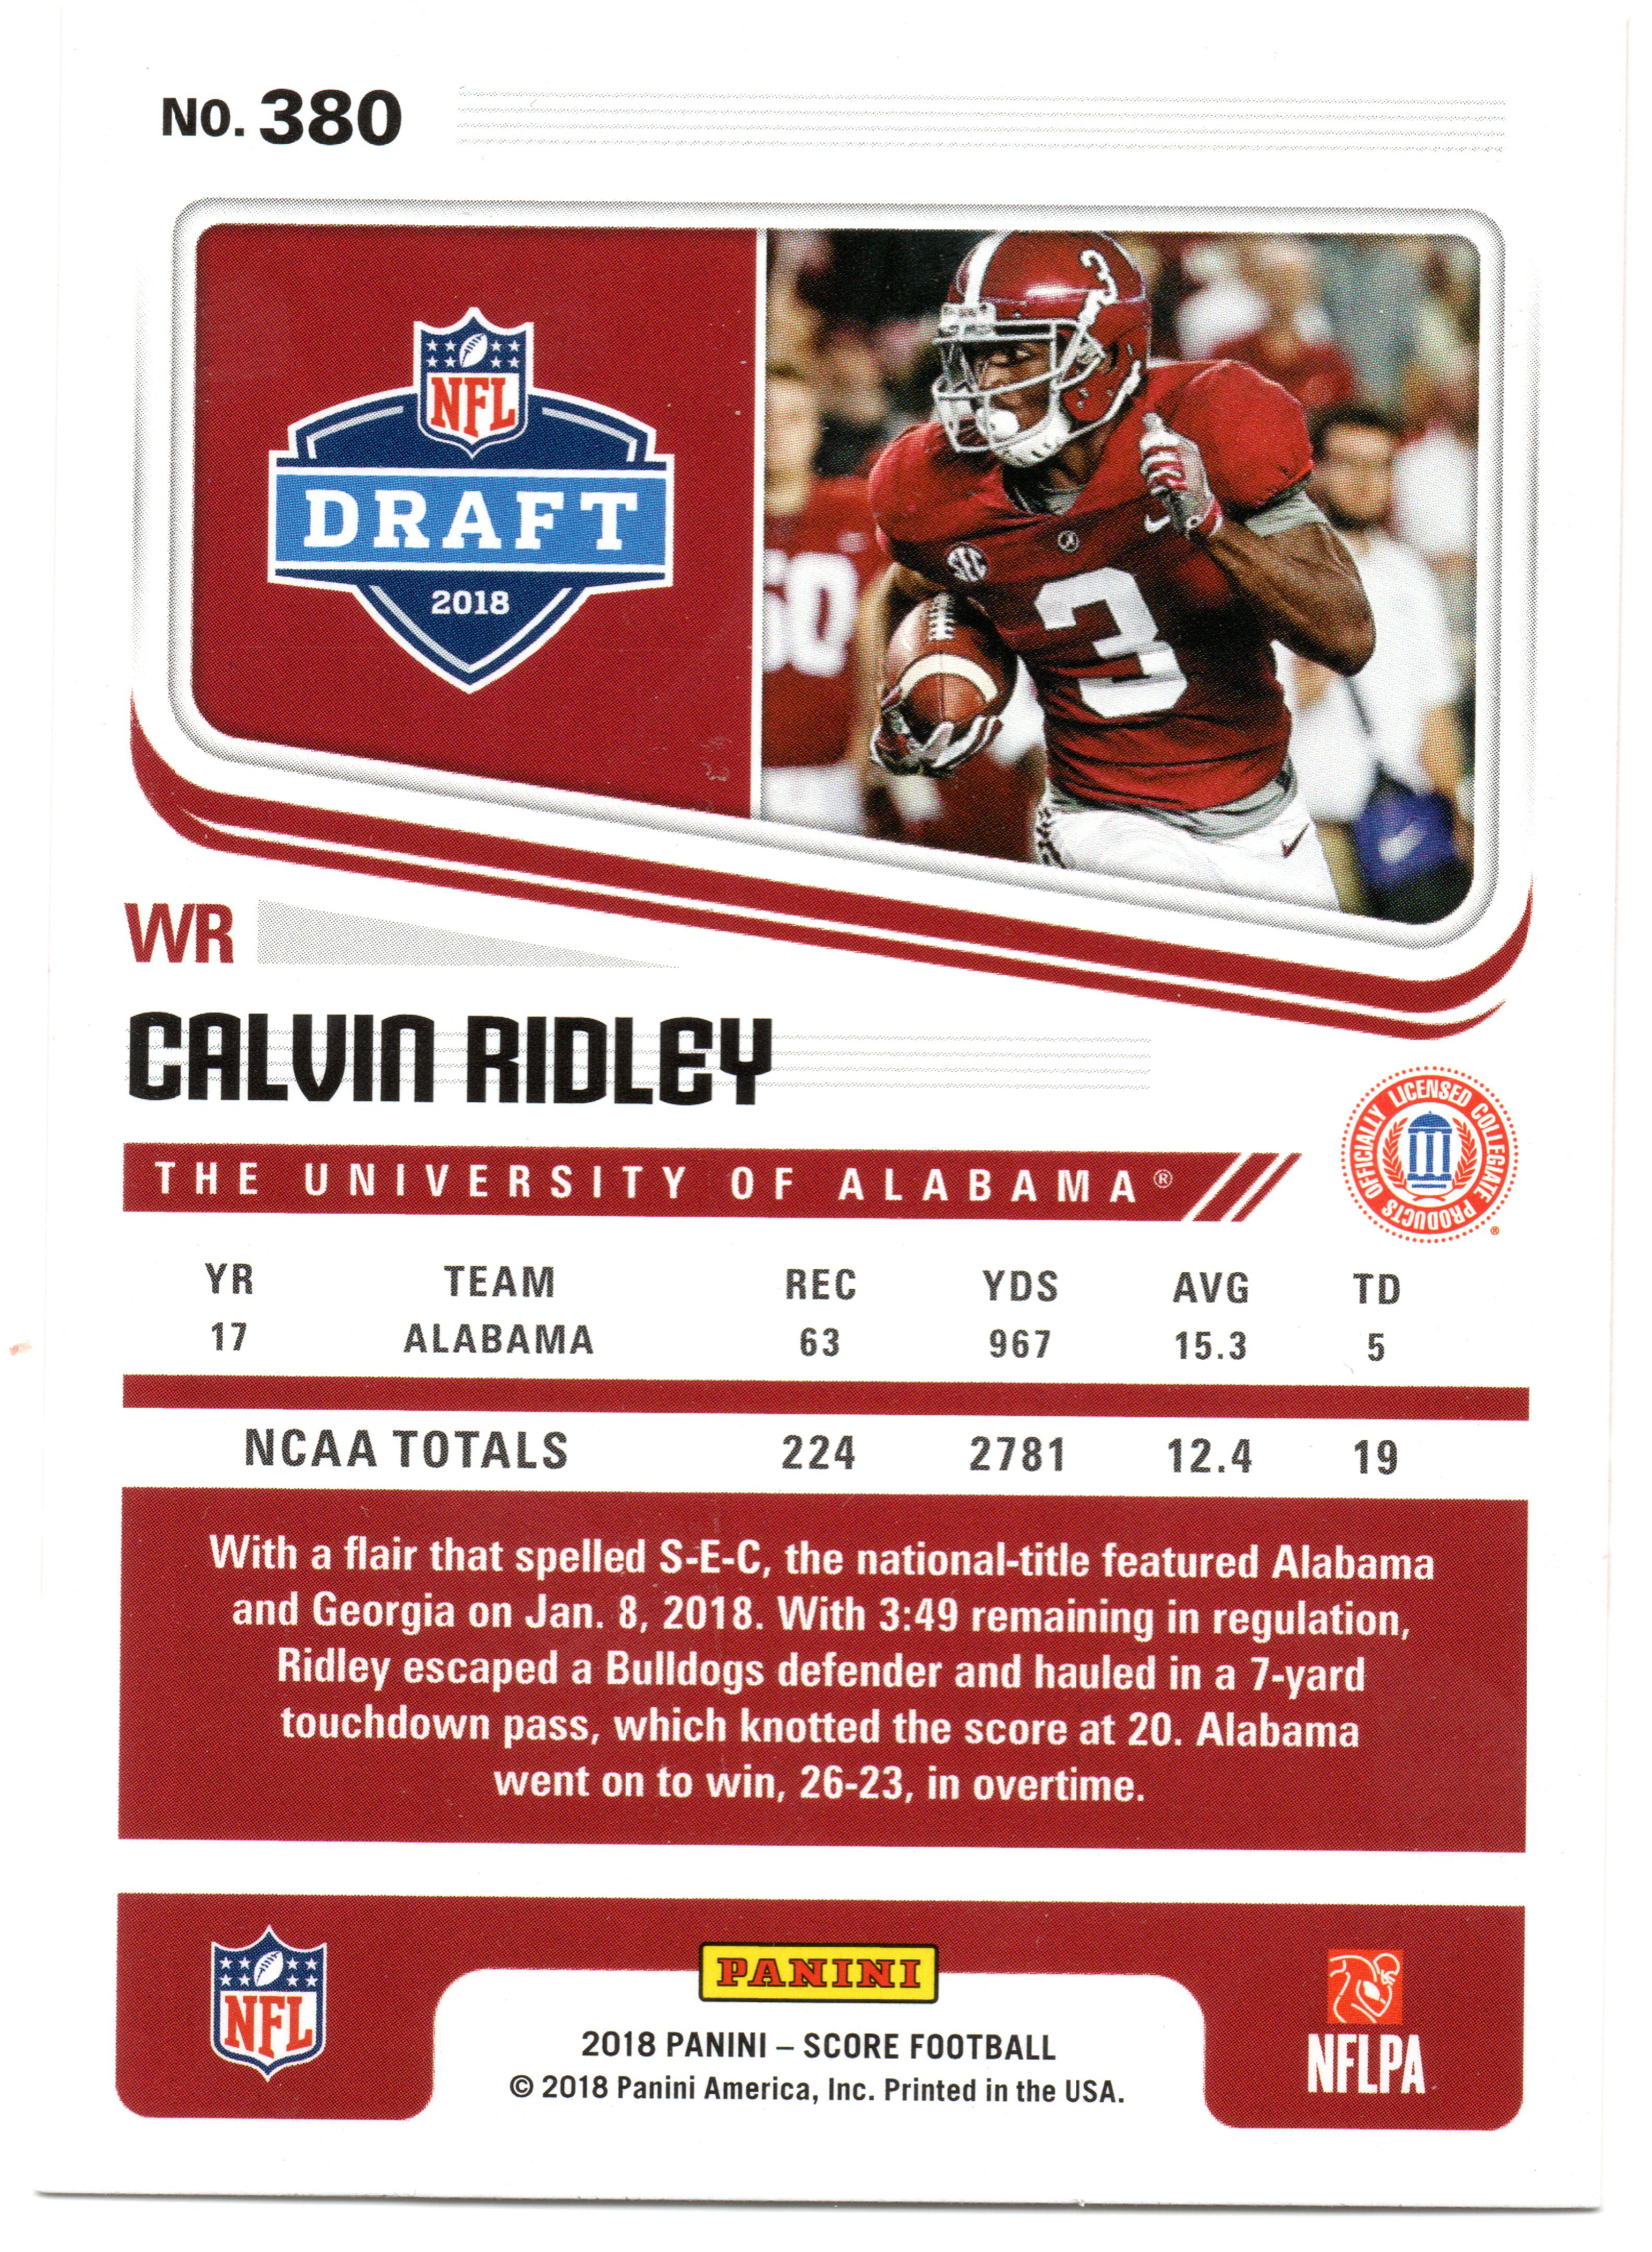 NO. 380
NFL
DRAFT
2018
3
SEC
3
50
WR
CALVIN RIDLEY
THE UNIVERSITY OF ALABAMA®
OFFICIALLY LICENSED COLLEGIATE PRODUCTS ®
YR TEAM REC YDS AVG TD
17 ALABAMA 63 967 15.3 5
NCAA TOTALS 224 2781 12.4 19
With a flair that spelled S-E-C, the national-title featured Alabama
and Georgia on Jan. 8, 2018. With 3:49 remaining in regulation,
Ridley escaped a Bulldogs defender and hauled in a 7-yard
touchdown pass, which knotted the score at 20. Alabama
went on to win, 26-23, in overtime.
NFL
PANINI
2018 PANINI – SCORE FOOTBALL
© 2018 Panini America, Inc. Printed in the USA.
NFLPA